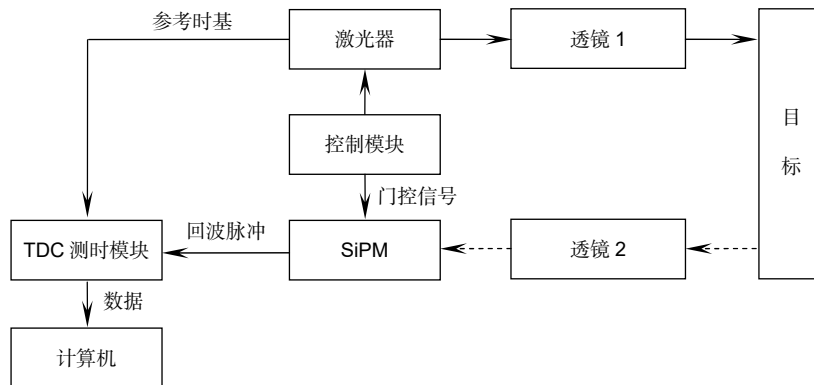 参考时基
激光器
透镜 1
控制模块
目
标
门控信号
TDC 测时模块
回波脉冲
SiPM
透镜 2
数据
计算机